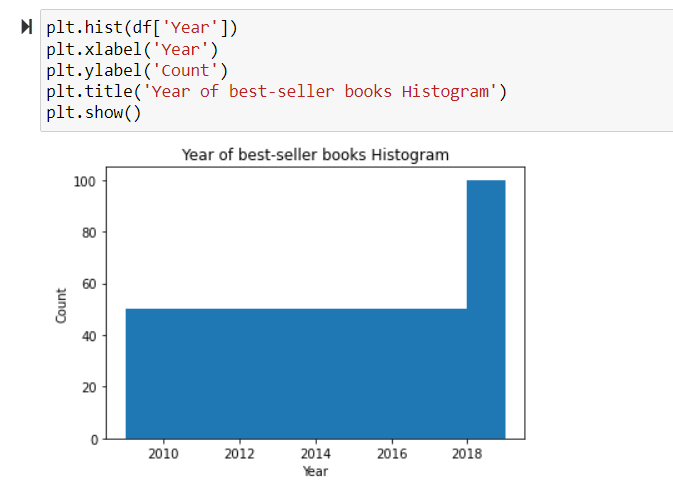 plt.hist(df['Year'])
plt.xlabel('Year')
plt.ylabel('Count')
plt.title('Year of best-seller books Histogram')
plt.show()
Year of best-seller books Histogram
100
80
60
40
20
0
Count
2010 2012 2014 2016 2018
Year